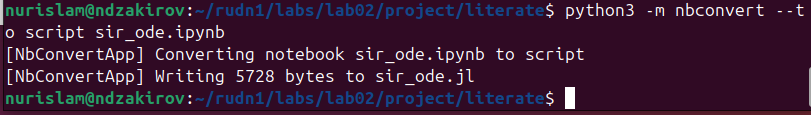 nurislam@ndzakirov:~/rudn1/labs/lab02/project/literate$ python3 -m nbconvert --t
o script sir_ode.ipynb
[NbConvertApp] Converting notebook sir_ode.ipynb to script
[NbConvertApp] Writing 5728 bytes to sir_ode.jl
nurislam@ndzakirov:~/rudn1/labs/lab02/project/literate$